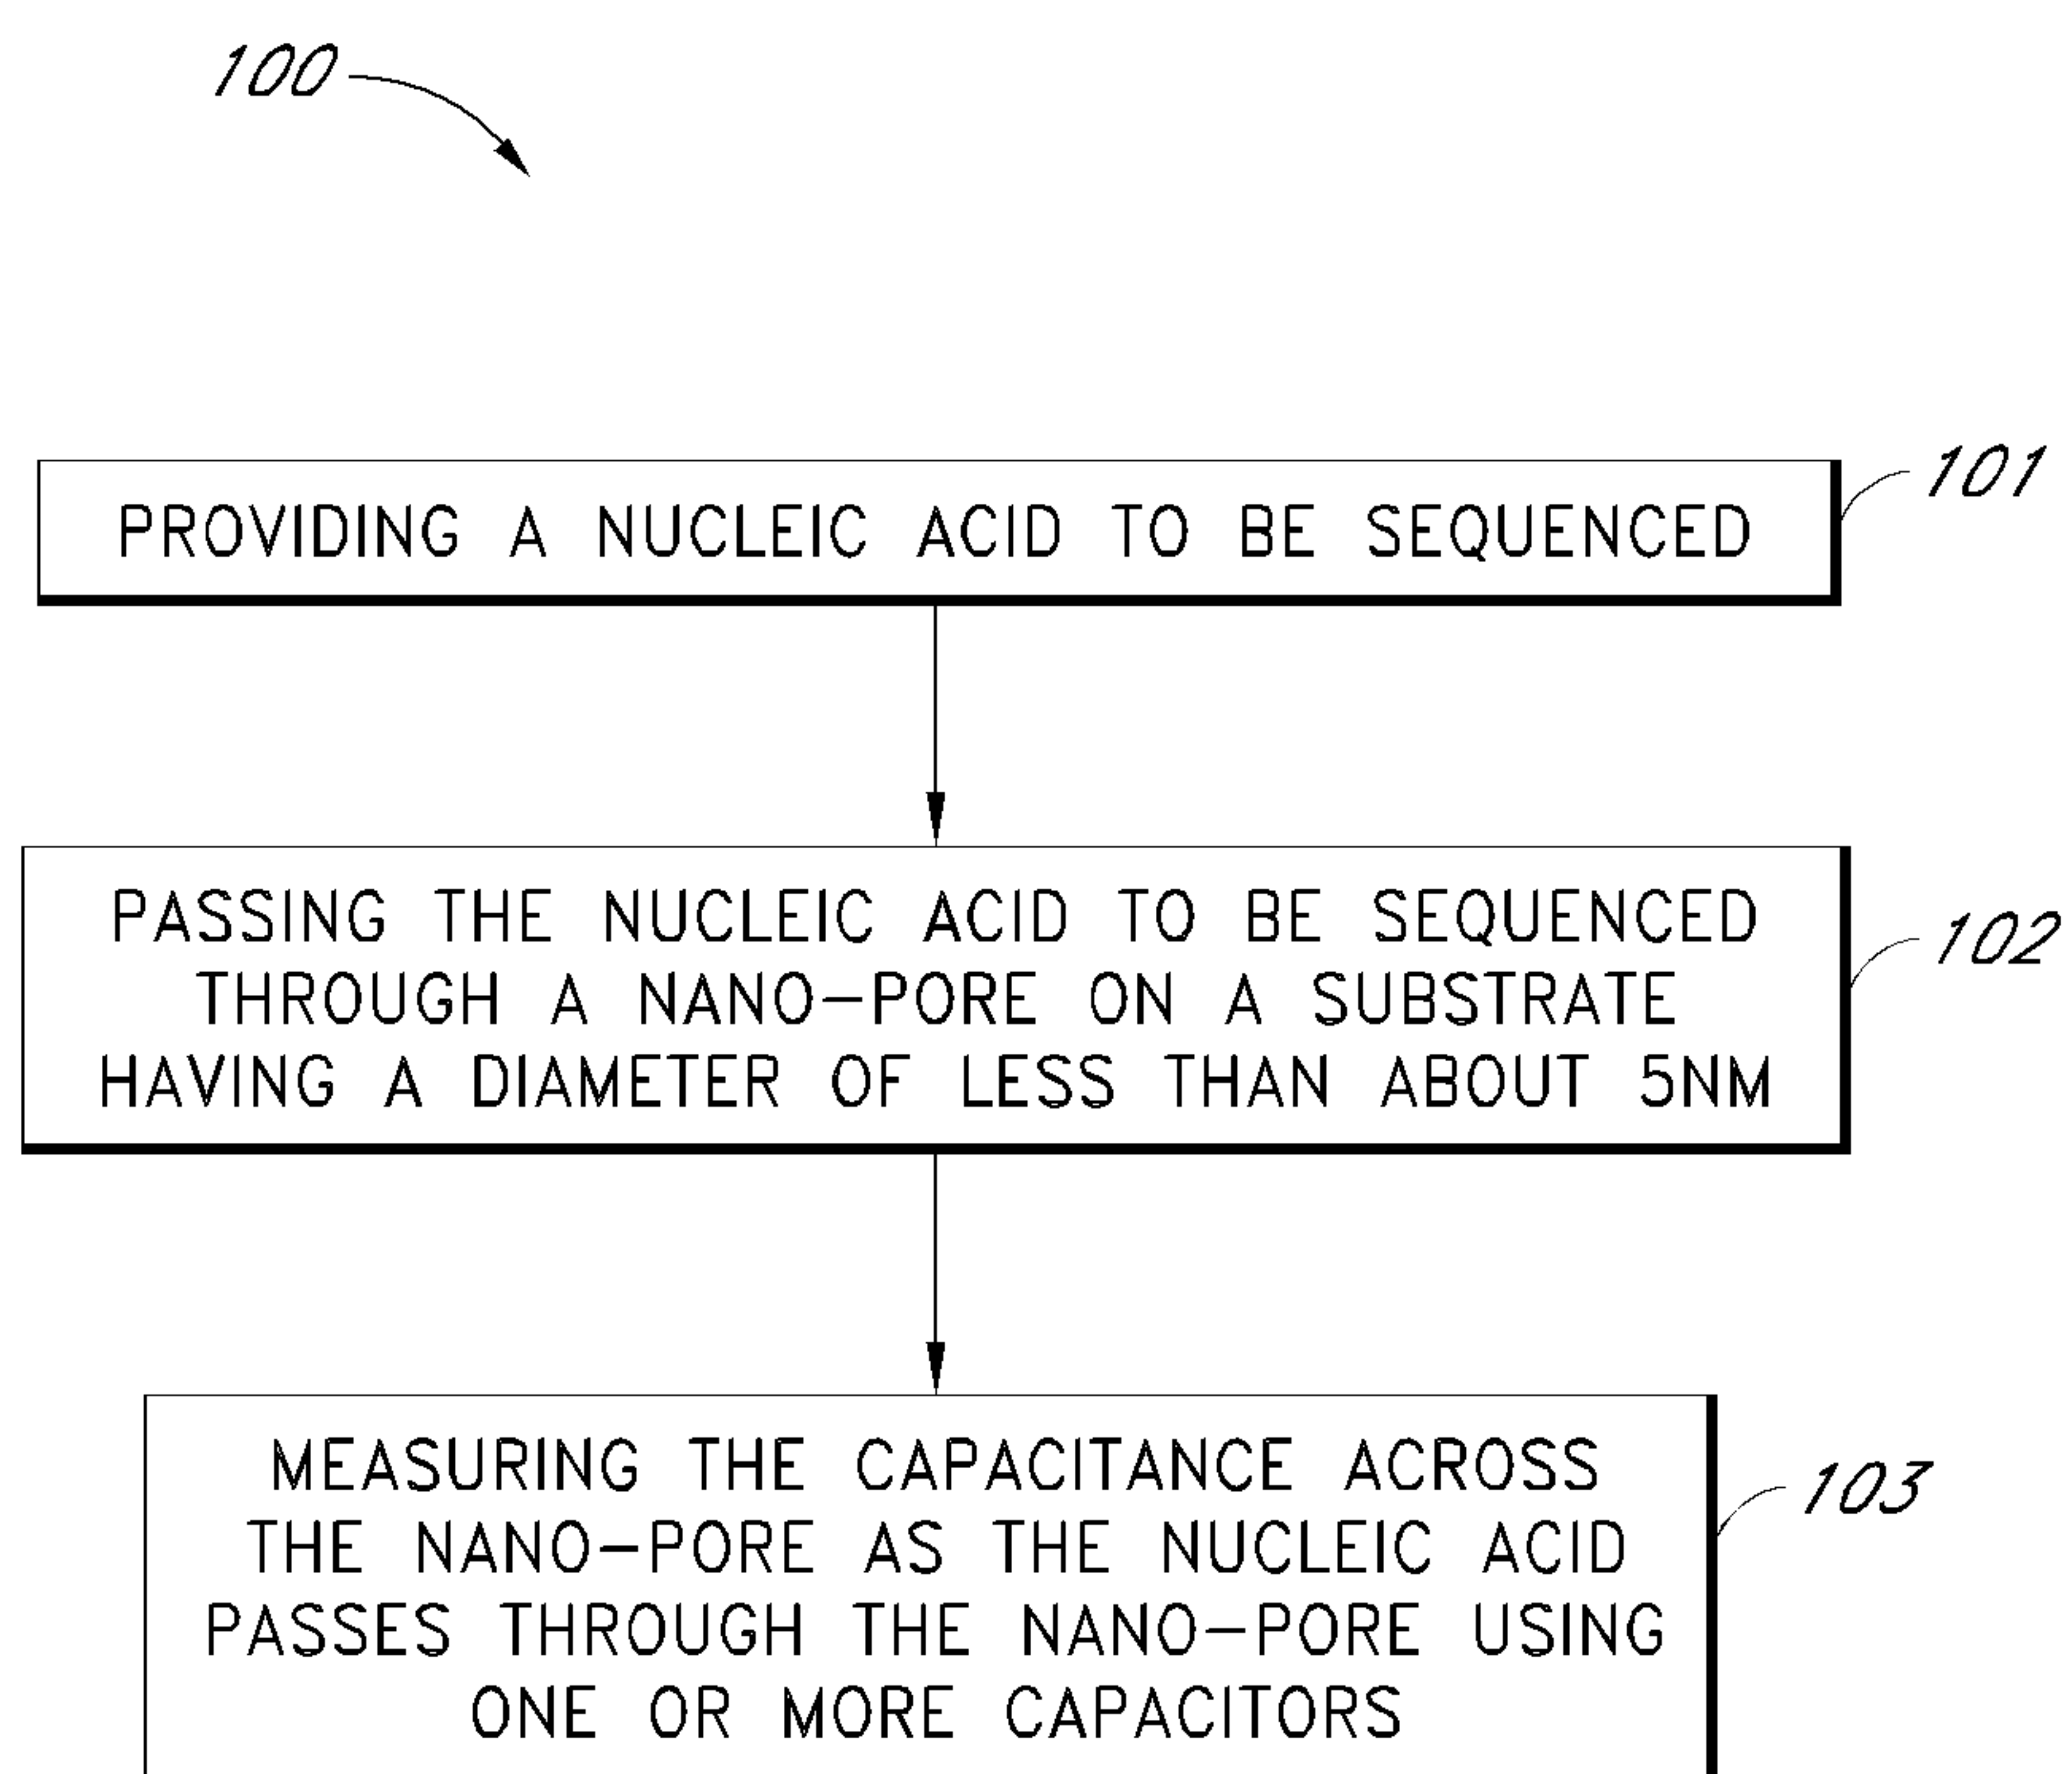 100
PROVIDING A NUCLEIC ACID TO BE SEQUENCED
101
PASSING THE NUCLEIC ACID TO BE SEQUENCED
THROUGH A NANO-PORE ON A SUBSTRATE
HAVING A DIAMETER OF LESS THAN ABOUT 5NM
102
MEASURING THE CAPACITANCE ACROSS
THE NANO-PORE AS THE NUCLEIC ACID
PASSES THROUGH THE NANO-PORE USING
ONE OR MORE CAPACITORS
103